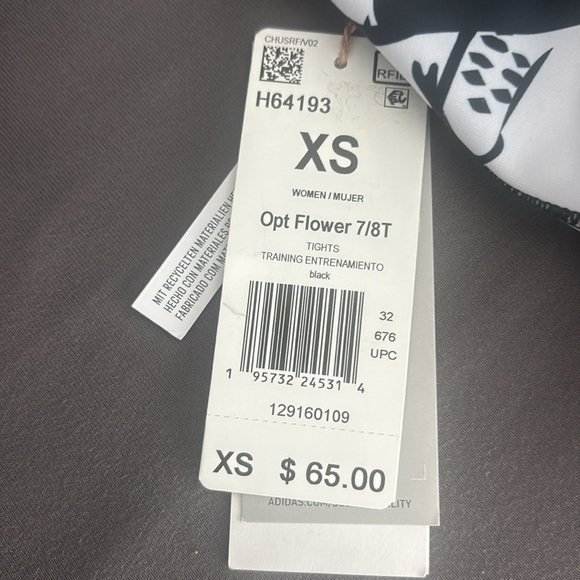 CHUSRF/V02
RFID
H64193
XS
WOMEN / MUJER
Opt Flower 7/8T
TIGHTS
TRAINING ENTRENAMIENTO
black
32
676
UPC
1 95732 24531 4
129160109
XS $ 65.00
MIT RECYCELTEN MATERIALIEN
HECHO CON MATERIALES
FABRICADO COM
ADIDAS.COM/